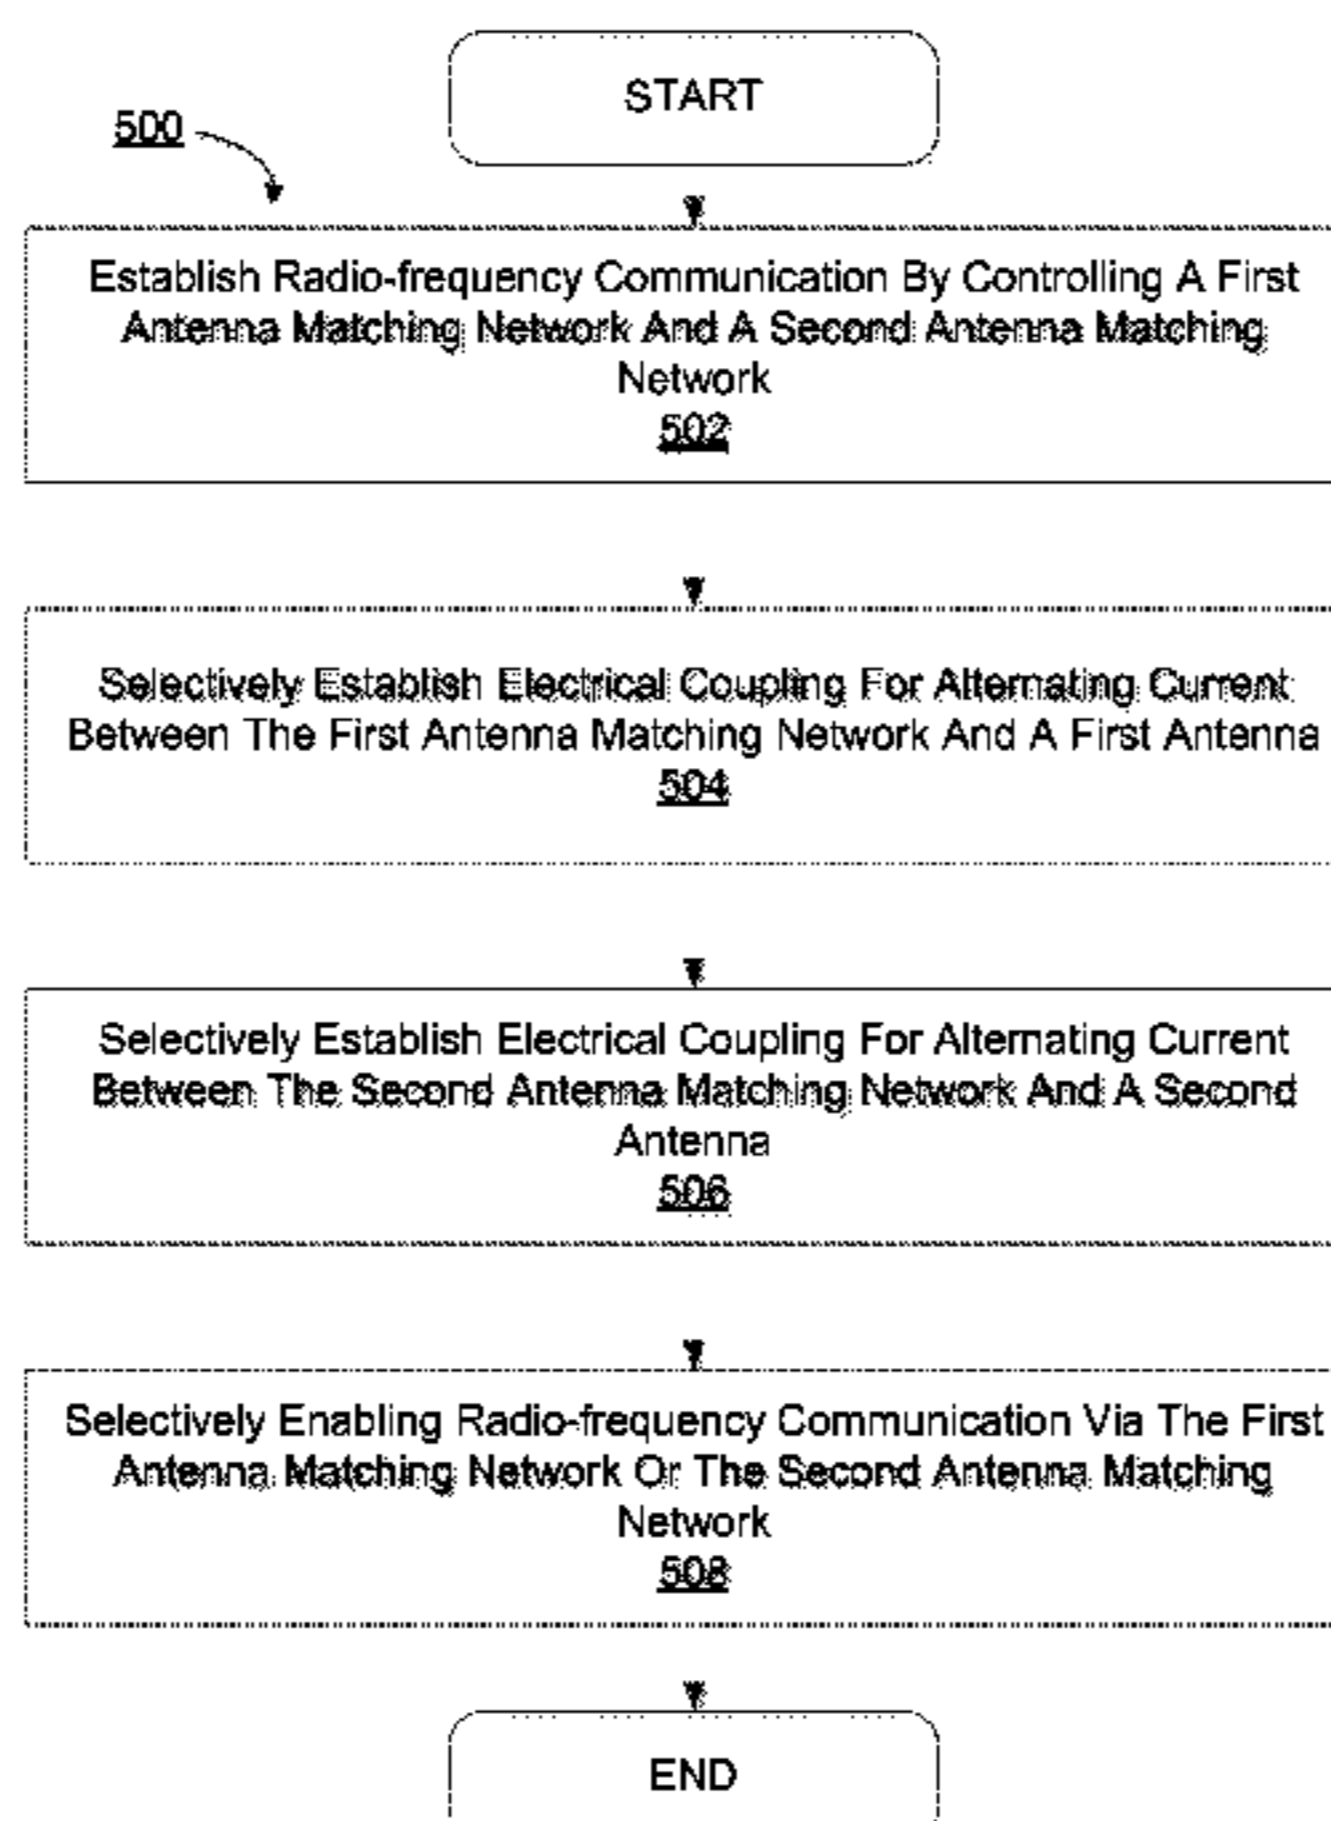 START
500
Establish Radio-frequency Communication By Controlling A First
Antenna Matching Network And A Second Antenna Matching
Network
502
Selectively Establish Electrical Coupling For Alternating Current
Between The First Antenna Matching Network And A First Antenna
504
Selectively Establish Electrical Coupling For Alternating Current
Between The Second Antenna Matching Network And A Second
Antenna
506
Selectively Enabling Radio-frequency Communication Via The First
Antenna Matching Network Or The Second Antenna Matching
Network
508
END